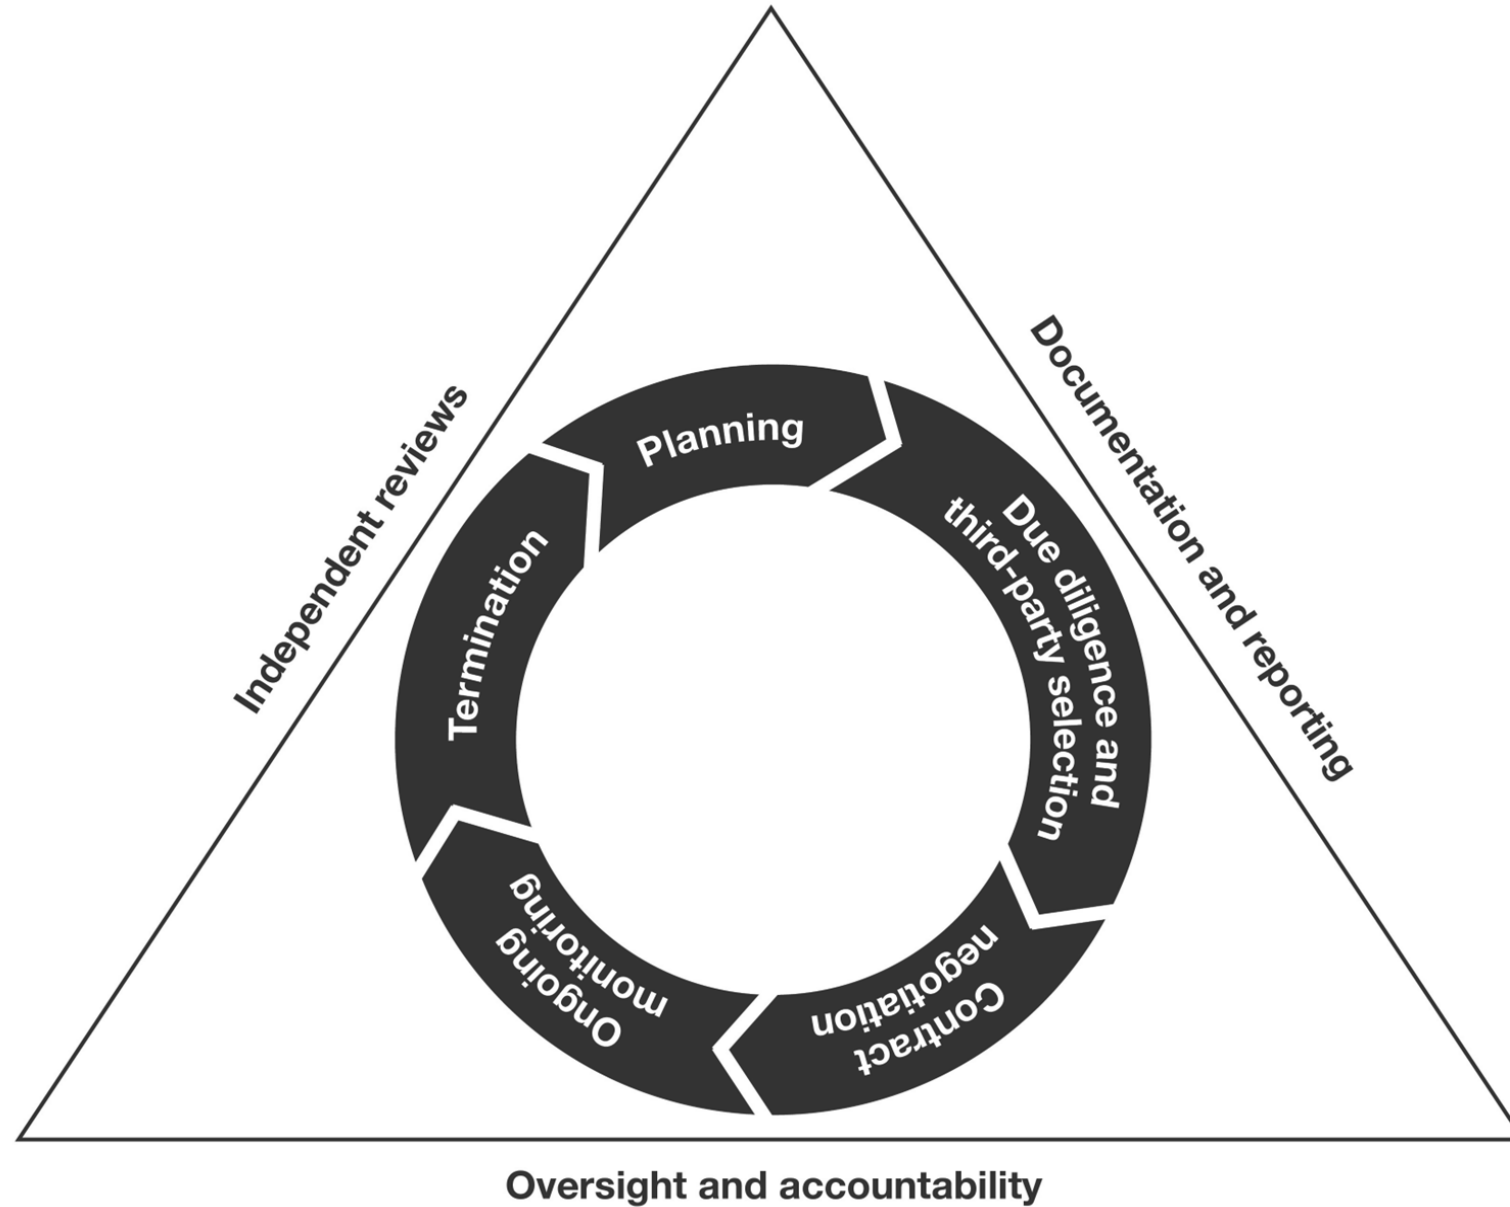 Independent reviews
Documentation and reporting
Planning
Due diligence and
third-party selection
Contract
negotiation
Ongoing
monitoring
Termination
Oversight and accountability